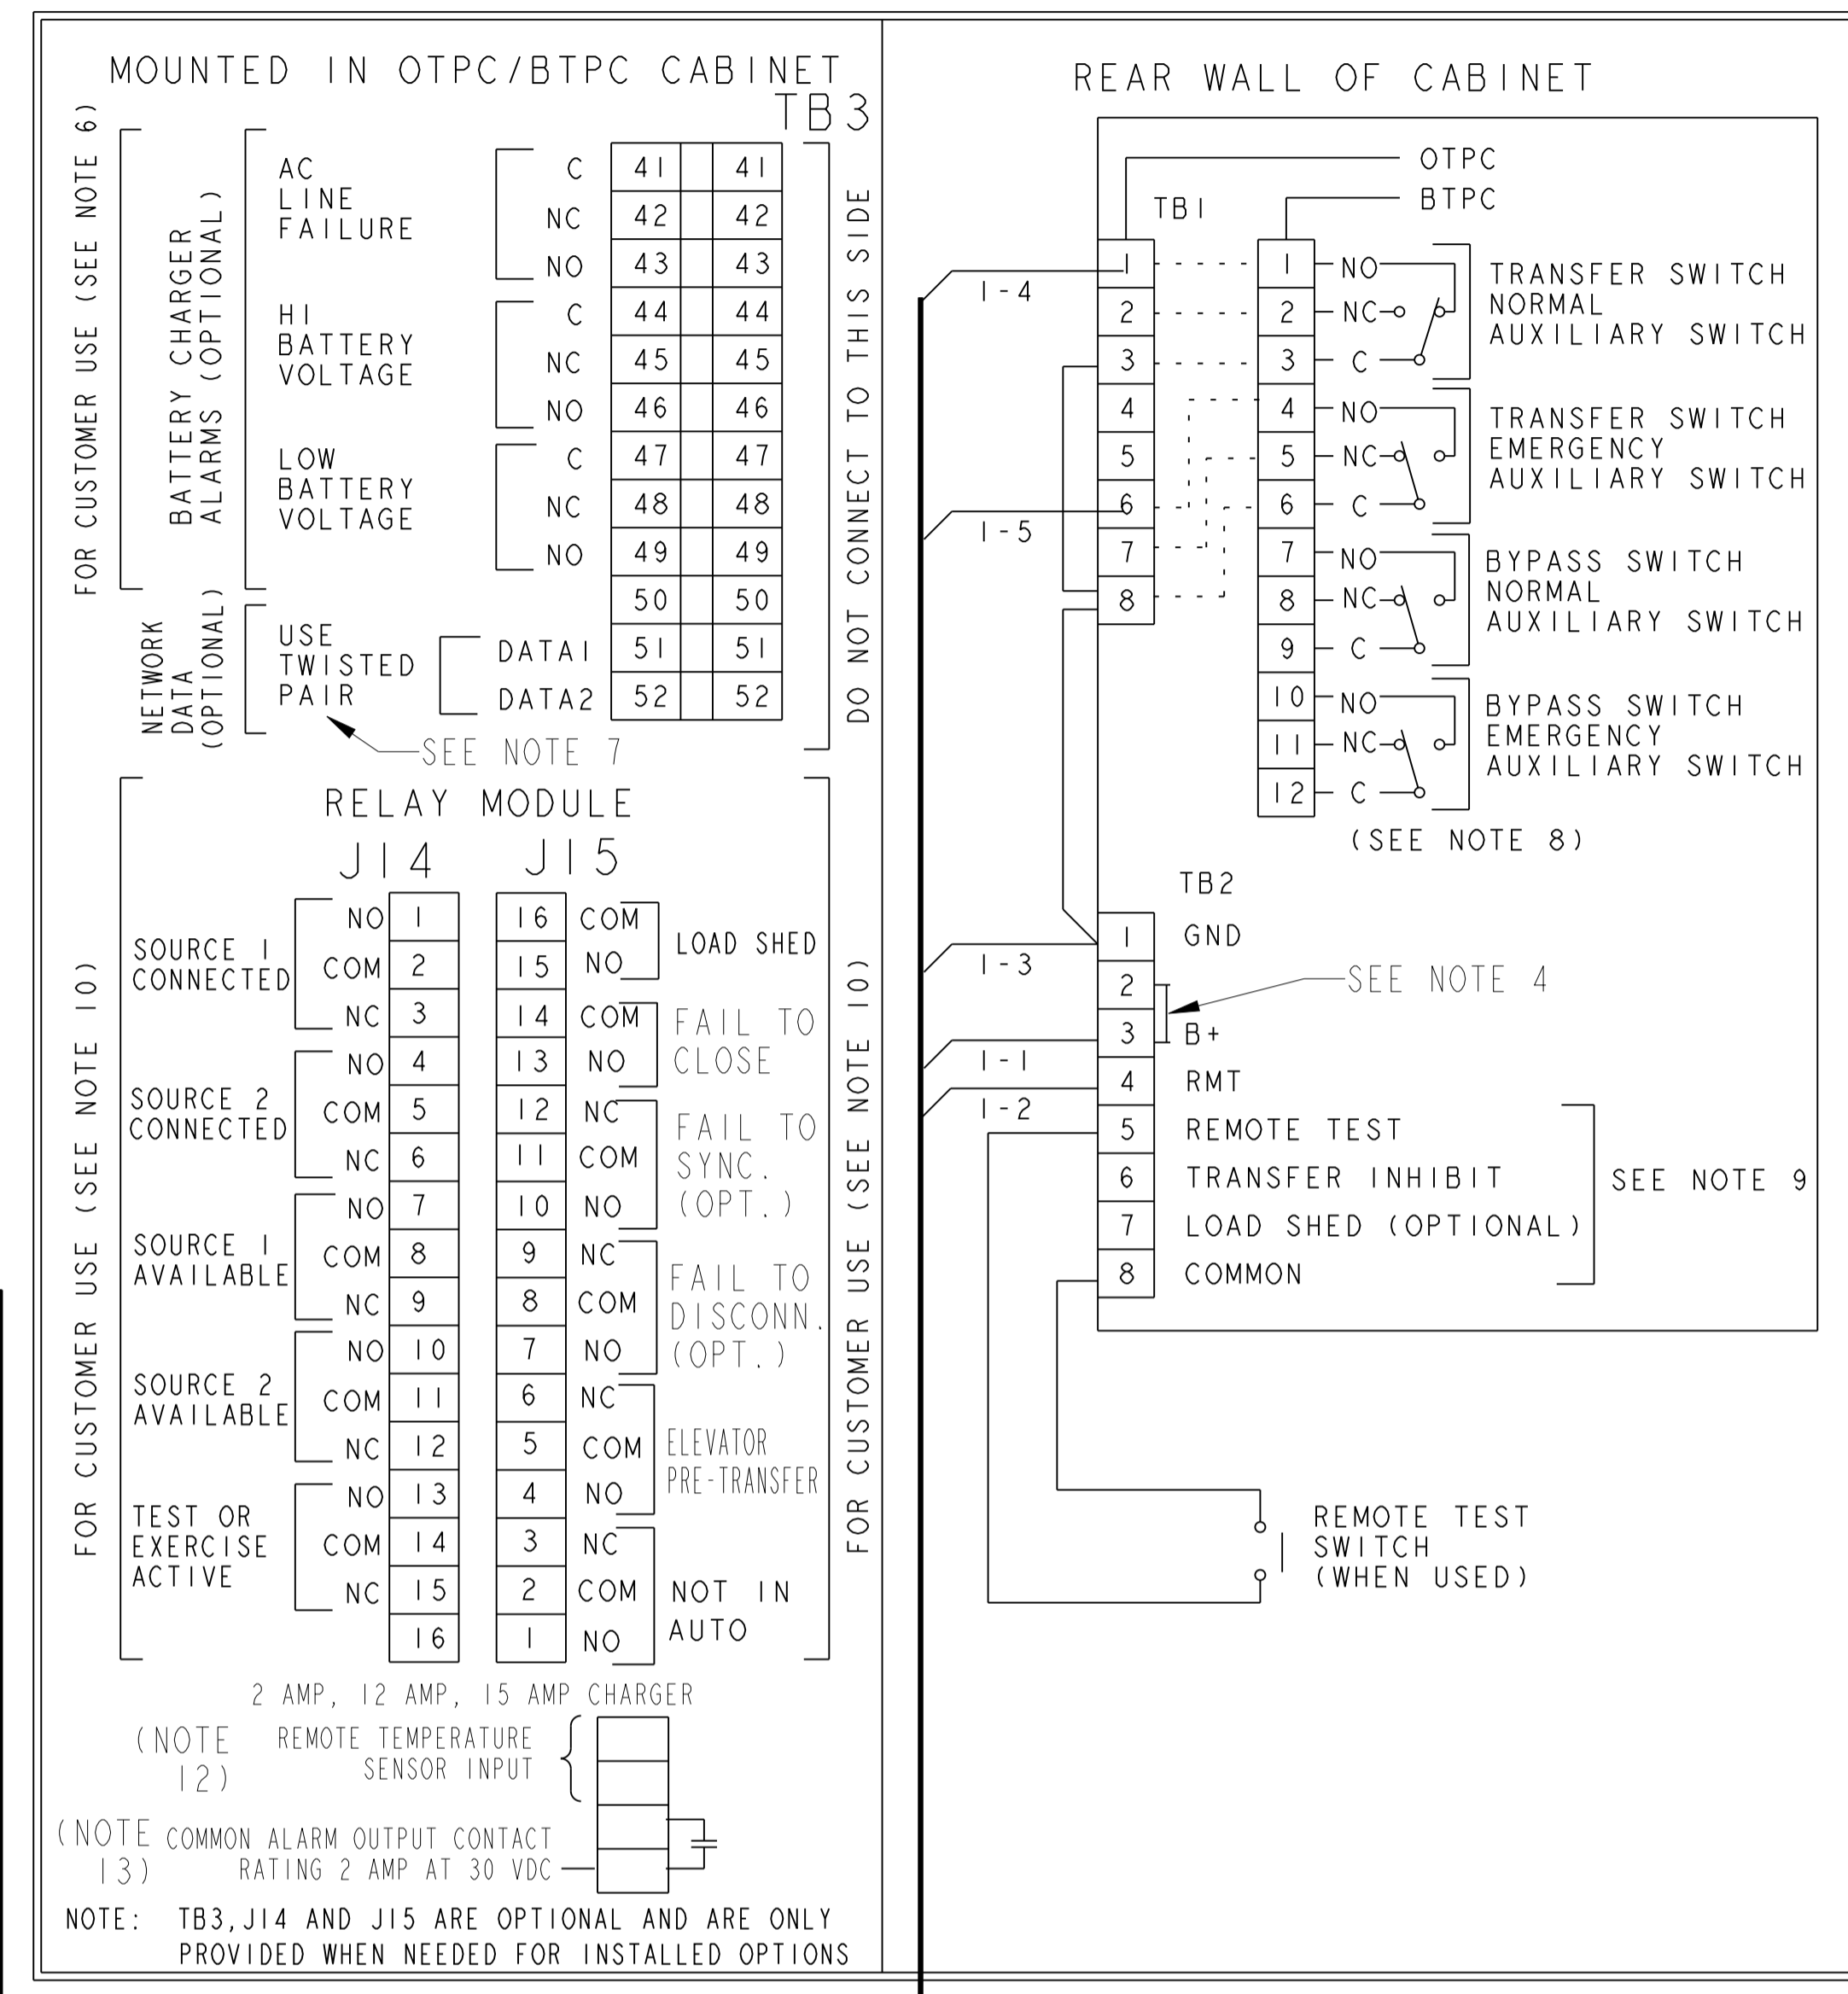 MOUNTED IN OTPC/BTPC CABINET
TB3
FOR CUSTOMER USE (SEE NOTE 6)
BATTERY CHARGER
ALARMS (OPTIONAL)
AC
LINE
FAILURE
C 41 41
NC 42 42
NO 43 43
HI
BATTERY
VOLTAGE
C 44 44
NC 45 45
NO 46 46
LOW
BATTERY
VOLTAGE
C 47 47
NC 48 48
NO 49 49
50 50
NETWORK
DATA
(OPTIONAL)
USE
TWISTED
PAIR
DATA1 51 51
DATA2 52 52
SEE NOTE 7
DO NOT CONNECT TO THIS SIDE
RELAY MODULE
J14 J15
FOR CUSTOMER USE (SEE NOTE 10)
SOURCE 1
CONNECTED
NO 1
COM 2
NC 3
SOURCE 2
CONNECTED
NO 4
COM 5
NC 6
SOURCE 1
AVAILABLE
NO 7
COM 8
NC 9
SOURCE 2
AVAILABLE
NO 10
COM 11
NC 12
TEST OR
EXERCISE
ACTIVE
NO 13
COM 14
NC 15
16
16 COM
15 NO
LOAD SHED
14 COM
13 NO
FAIL TO
CLOSE
12 NC
11 COM
10 NO
FAIL TO
SYNC.
(OPT.)
9 NC
8 COM
7 NO
FAIL TO
DISCONN.
(OPT.)
6 NC
5 COM
4 NO
ELEVATOR
PRE-TRANSFER
3 NC
2 COM
1 NO
NOT IN
AUTO
FOR CUSTOMER USE (SEE NOTE 10)
2 AMP, 12 AMP, 15 AMP CHARGER
(NOTE
12)
REMOTE TEMPERATURE
SENSOR INPUT
(NOTE
13)
COMMON ALARM OUTPUT CONTACT
RATING 2 AMP AT 30 VDC
NOTE: TB3,J14 AND J15 ARE OPTIONAL AND ARE ONLY
PROVIDED WHEN NEEDED FOR INSTALLED OPTIONS
REAR WALL OF CABINET
OTPC
BTPC
TB1
1-4
1-5
1
2
3
4
5
6
7
8
1 NO
2 NC
3 C
TRANSFER SWITCH
NORMAL
AUXILIARY SWITCH
4 NO
5 NC
6 C
TRANSFER SWITCH
EMERGENCY
AUXILIARY SWITCH
7 NO
8 NC
9 C
BYPASS SWITCH
NORMAL
AUXILIARY SWITCH
10 NO
11 NC
12 C
BYPASS SWITCH
EMERGENCY
AUXILIARY SWITCH
(SEE NOTE 8)
TB2
1-3
1-1
1-2
1 GND
2
3 B+
SEE NOTE 4
4 RMT
5 REMOTE TEST
6 TRANSFER INHIBIT
7 LOAD SHED (OPTIONAL)
8 COMMON
SEE NOTE 9
REMOTE TEST
SWITCH
(WHEN USED)